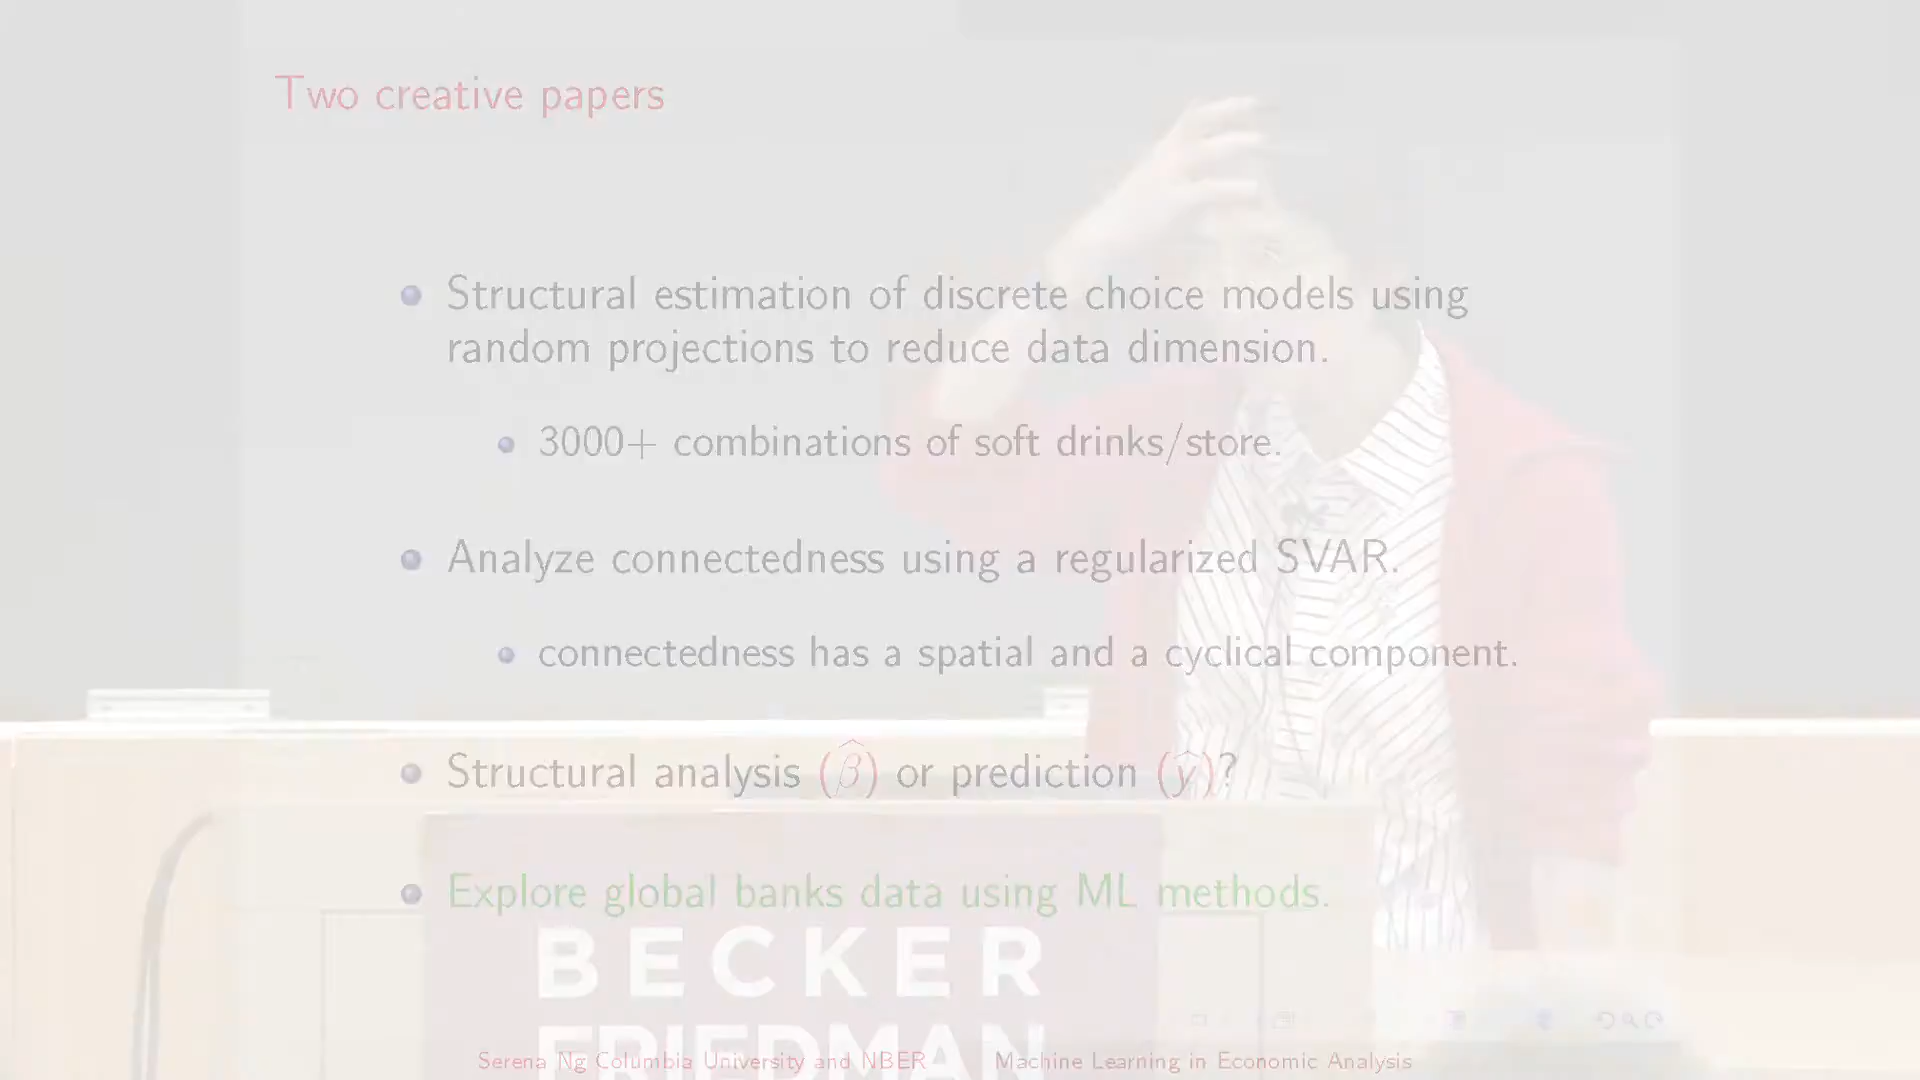 Two creative papers
Structural estimation of discrete choice models using
random projections to reduce data dimension.
3000+ combinations of soft drinks/store.
Analyze connectedness using a regularized SVAR.
connectedness has a spatial and a cyclical component.
Structural analysis (β̂) or prediction (ŷ)?
Explore global banks data using ML methods.
BECKER
FRIEDMAN
Serena Ng Columbia University and NBER Machine Learning in Economic Analysis